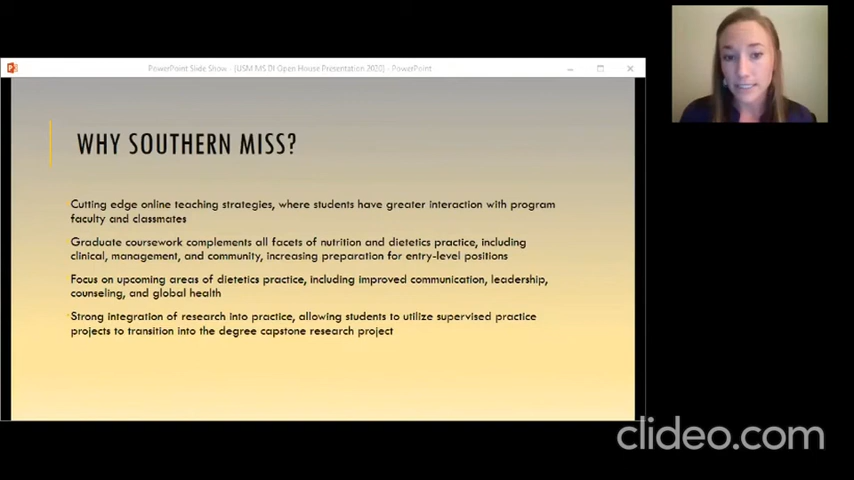 PowerPoint Slide Show - [USM MS DI Open House Presentation 2020] - PowerPoint
WHY SOUTHERN MISS?
Cutting edge online teaching strategies, where students have greater interaction with program
faculty and classmates
Graduate coursework complements all facets of nutrition and dietetics practice, including
clinical, management, and community, increasing preparation for entry-level positions
Focus on upcoming areas of dietetics practice, including improved communication, leadership,
counseling, and global health
Strong integration of research into practice, allowing students to utilize supervised practice
projects to transition into the degree capstone research project
clideo.com